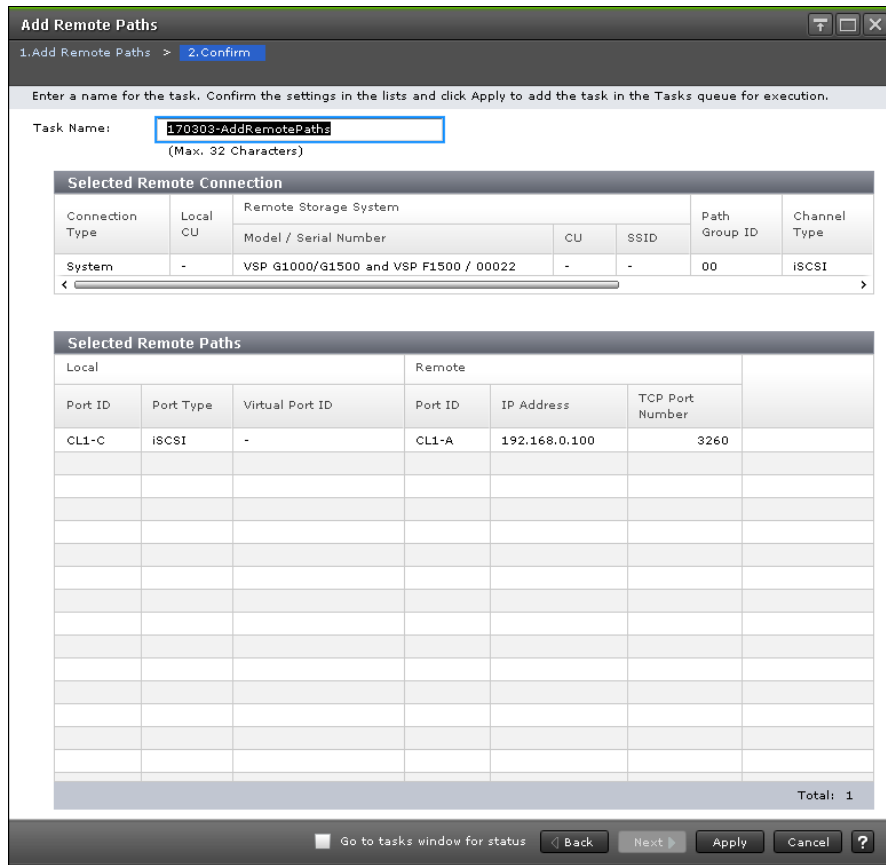 Add Remote Paths
1.Add Remote Paths > 2.Confirm
Enter a name for the task. Confirm the settings in the lists and click Apply to add the task in the Tasks queue for execution.
Task Name: 170303-AddRemotePaths
(Max. 32 Characters)
Selected Remote Connection
Connection Type Local CU Remote Storage System Path Group ID Channel Type
Model / Serial Number CU SSID
System - VSP G1000/G1500 and VSP F1500 / 00022 - - 00 iSCSI
Selected Remote Paths
Local Remote
Port ID Port Type Virtual Port ID Port ID IP Address TCP Port Number
CL1-C iSCSI - CL1-A 192.168.0.100 3260
Total: 1
Go to tasks window for status Back Next Apply Cancel ?